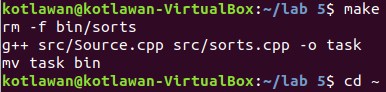 kotlawan@kotlawan-VirtualBox:~/lab 5$ make
rm -f bin/sorts
g++ src/Source.cpp src/sorts.cpp -o task
mv task bin
kotlawan@kotlawan-VirtualBox:~/lab 5$ cd ~